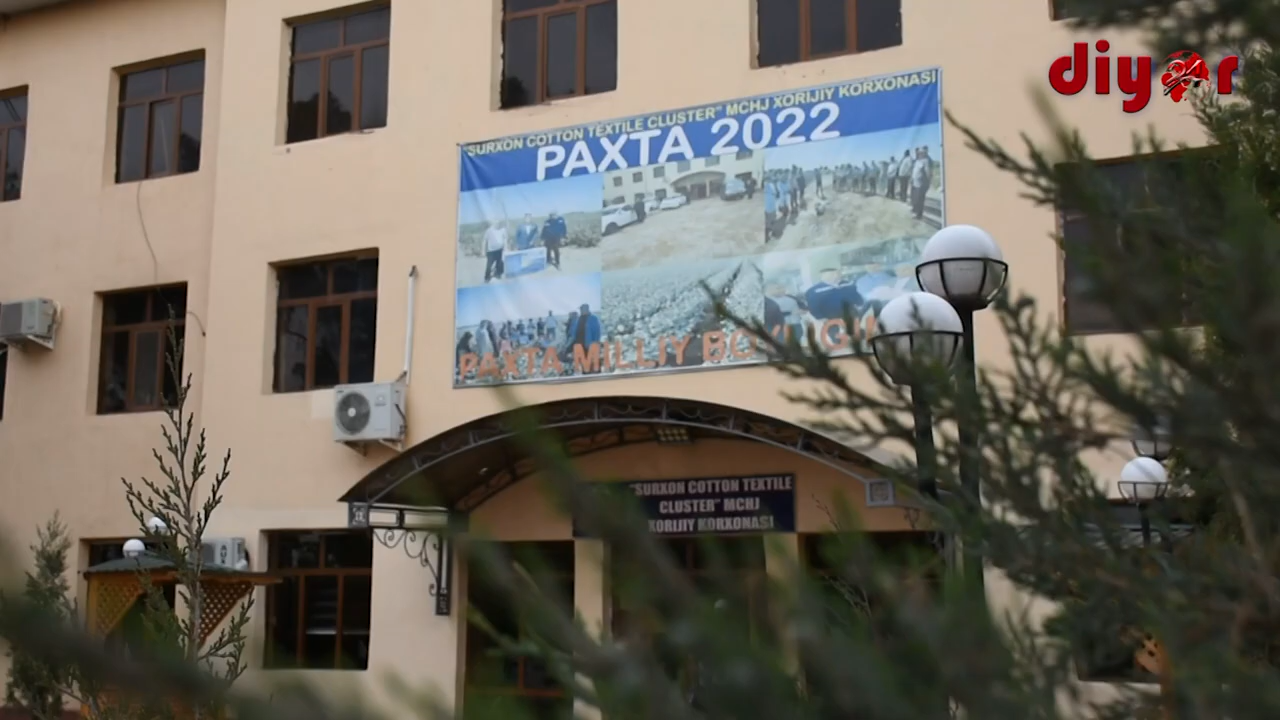 diyor
"SURXON COTTON TEXTILE CLUSTER" MCHJ XORIJIY KORXONASI
PAXTA 2022
PAXTA MILLIY
"SURXON COTTON TEXTILE
CLUSTER" MCHJ
XORIJIY KORXONASI